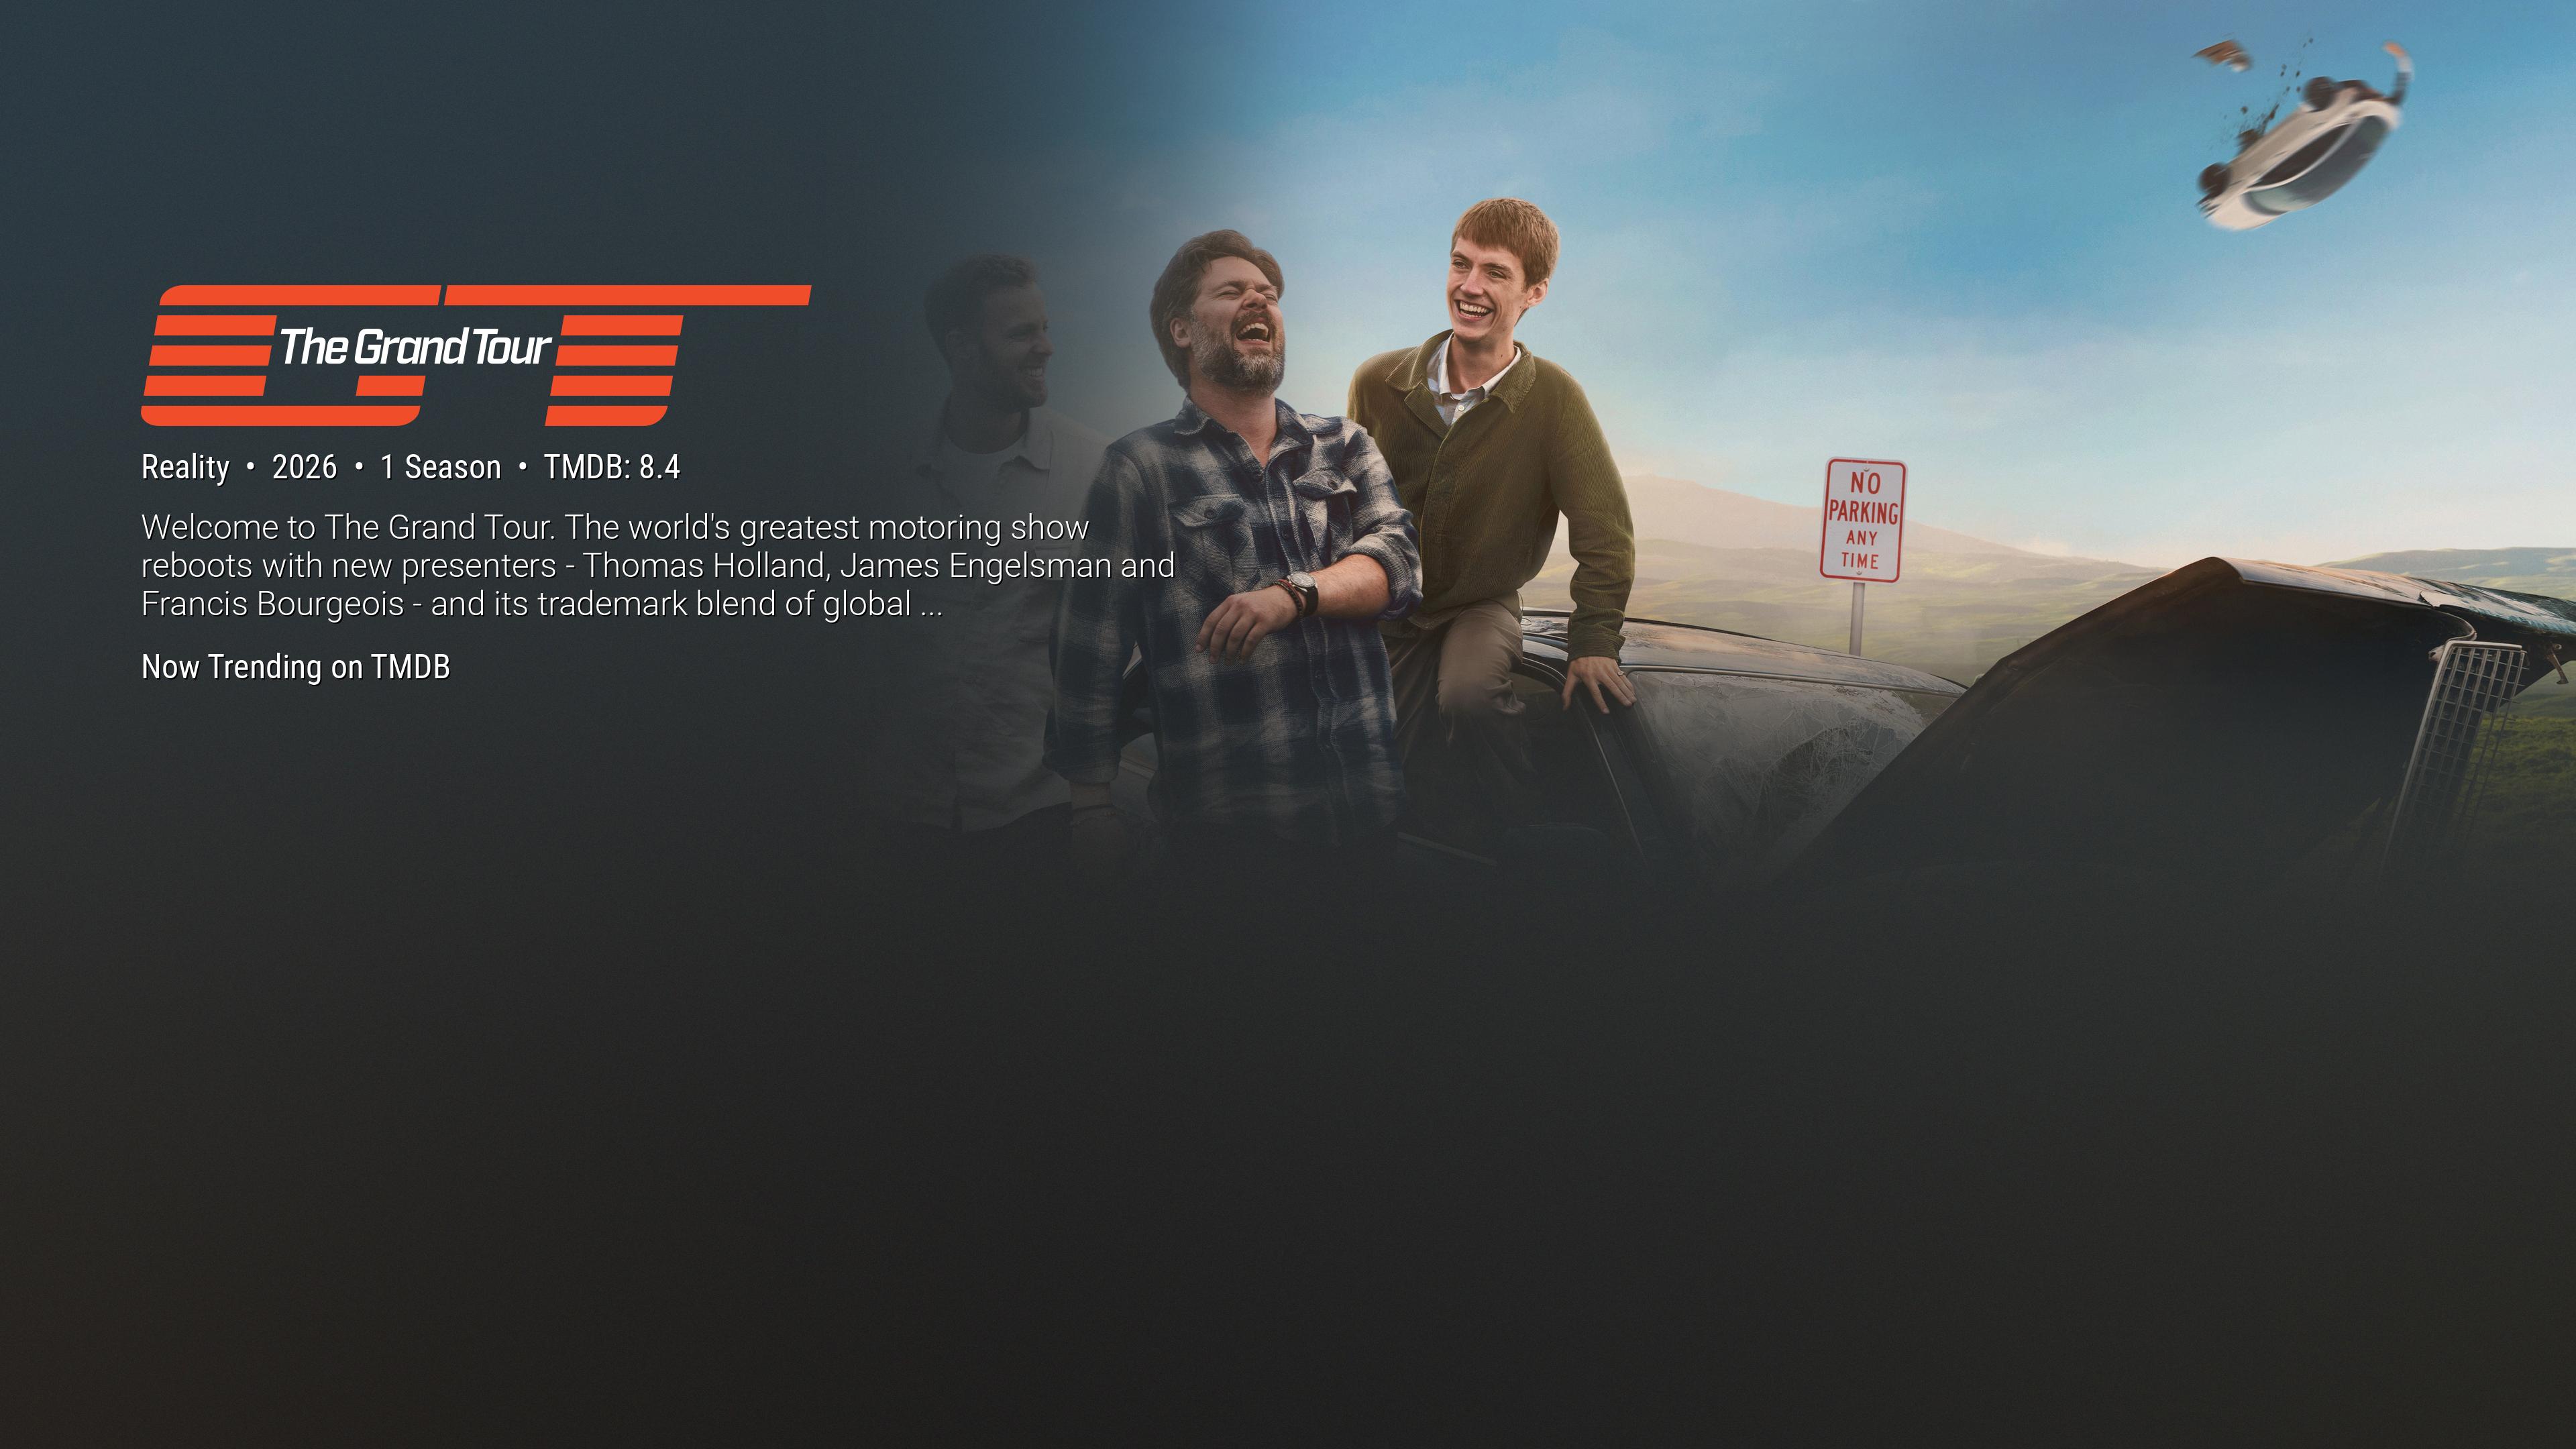 The Grand Tour
Reality • 2026 • 1 Season • TMDB: 8.4
Welcome to The Grand Tour. The world's greatest motoring show
reboots with new presenters - Thomas Holland, James Engelsman and
Francis Bourgeois - and its trademark blend of global ...
Now Trending on TMDB
NO
PARKING
ANY
TIME